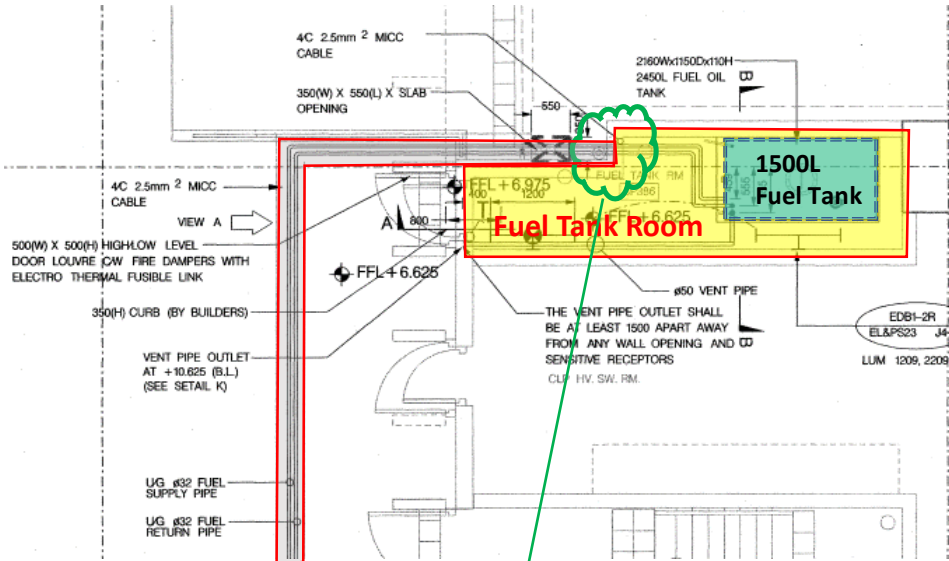 4/C 2.5mm 2 MICC
CABLE
350(W) X 550(L) X SLAB
OPENING
550
2160Wx1150Dx110H
2450L FUEL OIL
TANK
B
1500L
Fuel Tank
FUEL TANK RM
4/C 2.5mm 2 MICC
CABLE
VIEW A
FFL+6.975
400
1200
A
800
Fuel Tank Room
FFL+6.625
555
500(W) X 500(H) HIGH/LOW LEVEL
DOOR LOUVRE CW FIRE DAMPERS WITH
ELECTRO THERMAL FUSIBLE LINK
FFL+6.625
350(H) CURB (BY BUILDERS)
ø50 VENT PIPE
THE VENT PIPE OUTLET SHALL
BE AT LEAST 1500 APART AWAY
FROM ANY WALL OPENING AND
SENSITIVE RECEPTORS
B
CLP HV. SW. RM.
EDB1-2R
EL&PS23 J4-
LUM 1209, 2209
VENT PIPE OUTLET
AT +10.625 (B.L.)
(SEE SETAIL K)
U/G ø32 FUEL
SUPPLY PIPE
U/G ø32 FUEL
RETURN PIPE